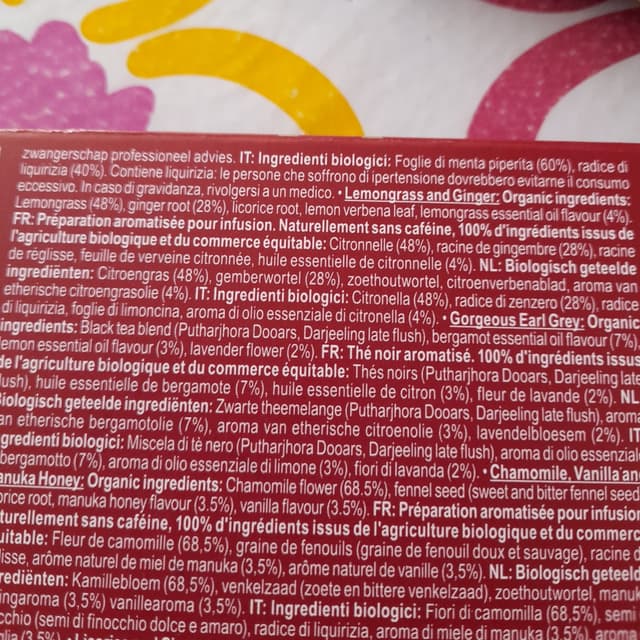 zwangerschap professioneel advies. IT: Ingredienti biologici: Foglie di menta piperita (60%), radice di
liquirizia (40%). Contiene liquirizia: le persone che soffrono di ipertensione dovrebbero evitarne il consumo
eccessivo. In caso di gravidanza, rivolgersi a un medico. • Lemongrass and Ginger: Organic ingredients:
Lemongrass (48%), ginger root (28%), licorice root, lemon verbena leaf, lemongrass essential oil flavour (4%).
FR: Préparation aromatisée pour infusion. Naturellement sans caféine, 100% d'ingrédients issus de
l'agriculture biologique et du commerce équitable: Citronnelle (48%), racine de gingembre (28%), racine
de réglisse, feuille de verveine citronnée, huile essentielle de citronnelle (4%). NL: Biologisch geteelde
ingrediënten: Citroengras (48%), gemberwortel (28%), zoethoutwortel, citroenverbenablad, aroma van
etherische citroengrasolie (4%). IT: Ingredienti biologici: Citronella (48%), radice di zenzero (28%), radice
di liquirizia, foglie di limoncina, aroma di olio essenziale di citronella (4%). • Gorgeous Earl Grey: Organic
ingredients: Black tea blend (Putharjhora Dooars, Darjeeling late flush), bergamot essential oil flavour (7%),
lemon essential oil flavour (3%), lavender flower (2%). FR: Thé noir aromatisé. 100% d'ingrédients issus
de l'agriculture biologique et du commerce équitable: Thés noirs (Putharjhora Dooars, Darjeeling late
flush), huile essentielle de bergamote (7%), huile essentielle de citron (3%), fleur de lavande (2%). NL:
Biologisch geteelde ingrediënten: Zwarte theemelange (Putharjhora Dooars, Darjeeling late flush), aroma
van etherische bergamotolie (7%), aroma van etherische citroenolie (3%), lavendelbloesem (2%). IT:
Ingredienti biologici: Miscela di tè nero (Putharjhora Dooars, Darjeeling late flush), aroma di olio essenziale
bergamotto (7%), aroma di olio essenziale di limone (3%), fiori di lavanda (2%). • Chamomile, Vanilla and
Manuka Honey: Organic ingredients: Chamomile flower (68.5%), fennel seed (sweet and bitter fennel seed
licorice root, manuka honey flavour (3.5%), vanilla flavour (3.5%). FR: Préparation aromatisée pour infusion
Naturellement sans caféine, 100% d'ingrédients issus de l'agriculture biologique et du commerce
équitable: Fleur de camomille (68,5%), graine de fenouils (graine de fenouil doux et sauvage), racine de
réglisse, arôme naturel de miel de manuka (3,5%), arôme naturel de vanille (3,5%). NL: Biologisch geteelde
ingrediënten: Kamillebloem (68,5%), venkelzaad (zoete en bittere venkelzaad), zoethoutwortel, manuka
honingaroma (3,5%) vanillearoma (3,5%). IT: Ingredienti biologici: Fiori di camomilla (68,5%), semi
finocchio (semi di finocchio dolce e amaro), radice di liquirizia, aroma di miele di manuka (3,5%), aroma